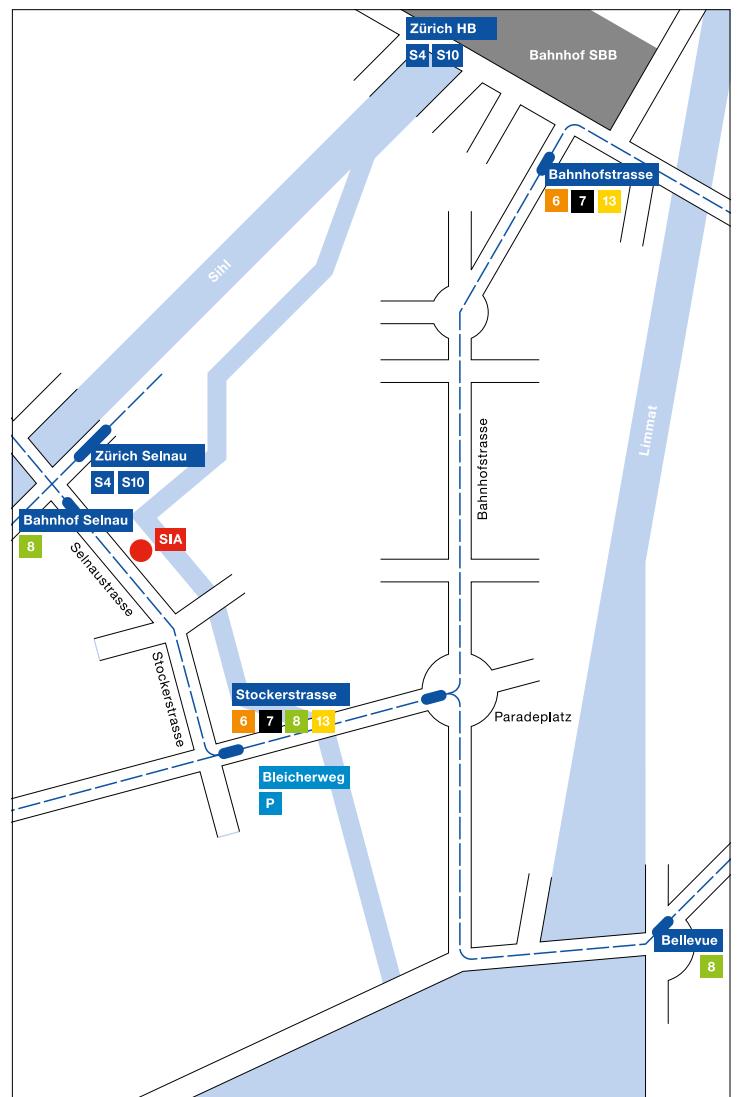 Zürich HB
S4 S10
Bahnhof SBB
Bahnhofstrasse
6 7 13
Sihl
Limmat
Bahnhofstrasse
Zürich Selnau
S4 S10
Bahnhof Selnau
8
SIA
Selnaustrasse
Stockerstrasse
Stockerstrasse
6 7 8 13
Paradeplatz
Bleicherweg
P
Bellevue
8